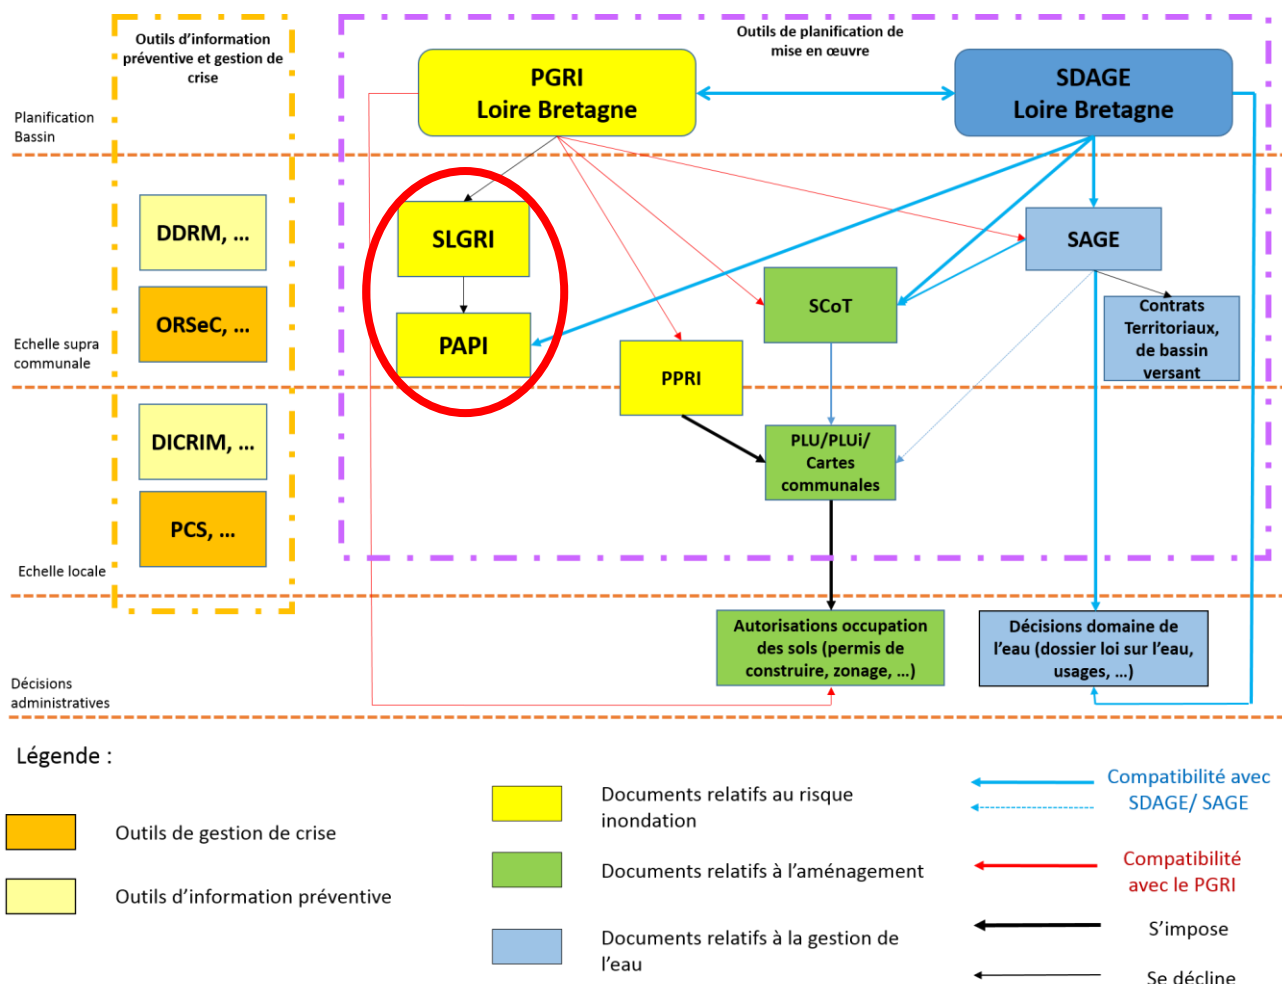 Outils d’information
préventive et gestion de
crise
Outils de planification de
mise en œuvre
PGRI
Loire Bretagne
SDAGE
Loire Bretagne
Planification
Bassin
DDRM, ...
SLGRI
SAGE
ORSeC, ...
SCoT
Contrats
Territoriaux,
de bassin
versant
Echelle supra
communale
PAPI
PPRI
DICRIM, ...
PLU/PLUi/
Cartes
communales
PCS, ...
Echelle locale
Autorisations occupation
des sols (permis de
construire, zonage, ...)
Décisions domaine de
l’eau (dossier loi sur l’eau,
usages, ...)
Décisions
administratives
Légende :
Outils de gestion de crise
Outils d’information préventive
Documents relatifs au risque
inondation
Documents relatifs à l’aménagement
Documents relatifs à la gestion de
l’eau
Compatibilité avec
SDAGE/ SAGE
Compatibilité
avec le PGRI
S’impose
Se décline